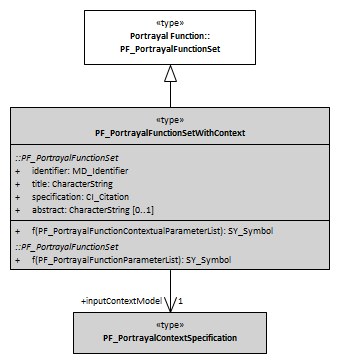 «type»
Portrayal Function::
PF_PortrayalFunctionSet
«type»
PF_PortrayalFunctionSetWithContext
::PF_PortrayalFunctionSet
+ identifier: MD_Identifier
+ title: CharacterString
+ specification: CI_Citation
+ abstract: CharacterString [0..1]
+ f(PF_PortrayalFunctionContextualParameterList): SY_Symbol
::PF_PortrayalFunctionSet
+ f(PF_PortrayalFunctionParameterList): SY_Symbol
+inputContextModel 1
«type»
PF_PortrayalContextSpecification